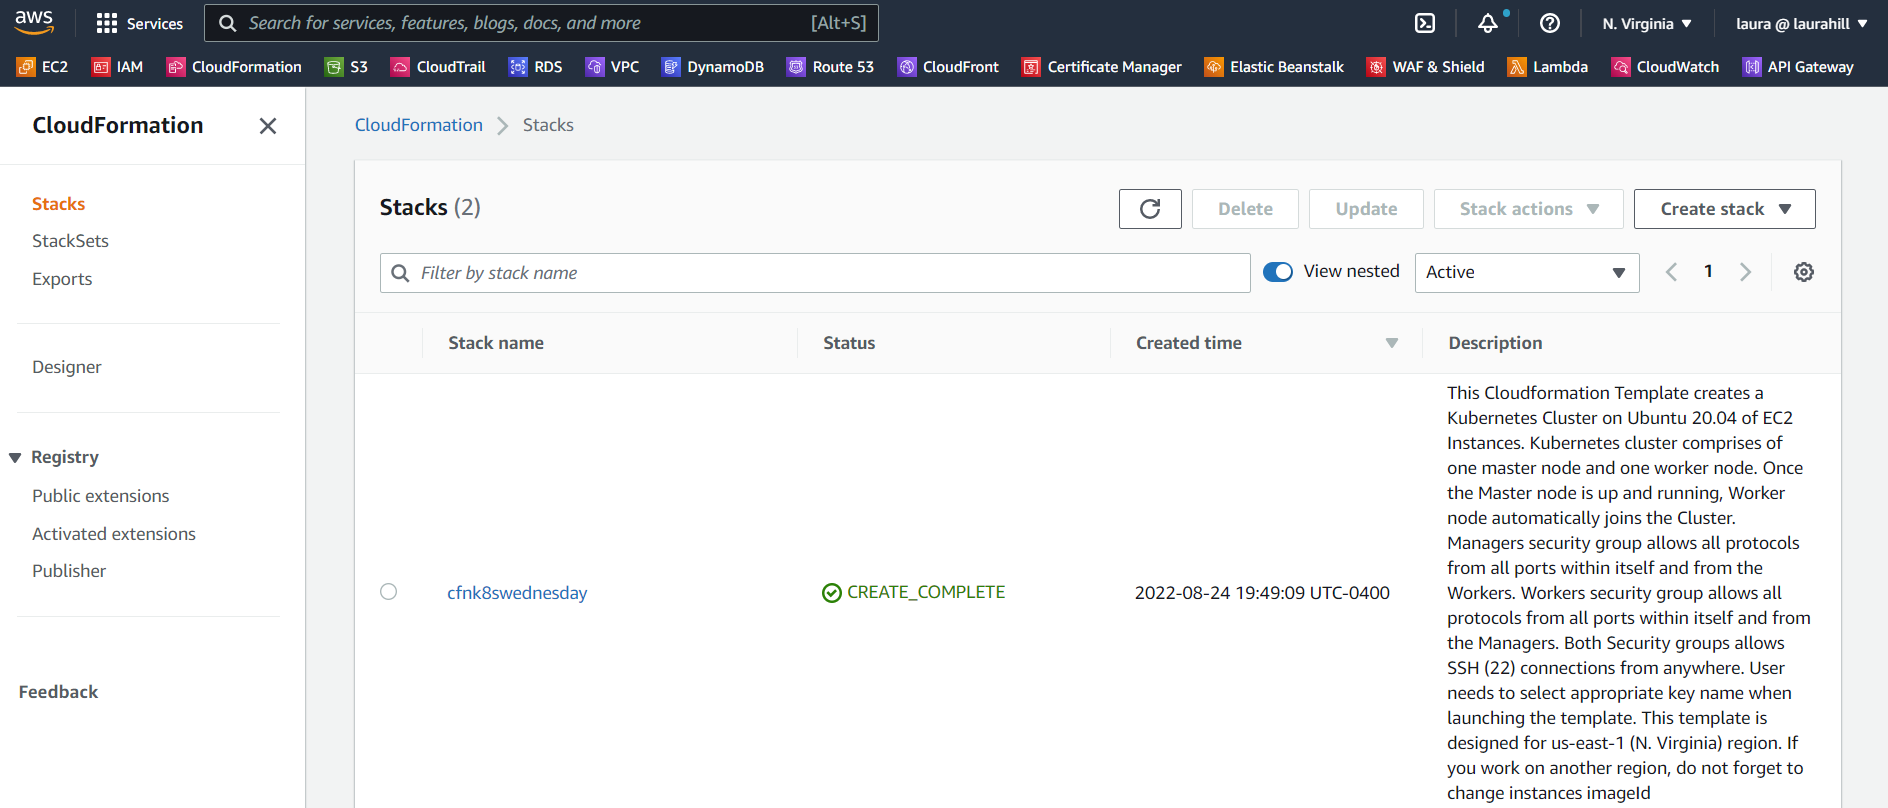 aws
Services
Search for services, features, blogs, docs, and more
[Alt+S]
N. Virginia
laura @ laurahill
EC2
IAM
CloudFormation
S3
CloudTrail
RDS
VPC
DynamoDB
Route 53
CloudFront
Certificate Manager
Elastic Beanstalk
WAF & Shield
Lambda
CloudWatch
API Gateway
CloudFormation
Stacks
StackSets
Exports
Designer
Registry
Public extensions
Activated extensions
Publisher
Feedback
CloudFormation
Stacks
Stacks (2)
Delete
Update
Stack actions
Create stack
Filter by stack name
View nested
Active
1
Stack name
Status
Created time
Description
cfnk8swednesday
CREATE_COMPLETE
2022-08-24 19:49:09 UTC-0400
This Cloudformation Template creates a
Kubernetes Cluster on Ubuntu 20.04 of EC2
Instances. Kubernetes cluster comprises of
one master node and one worker node. Once
the Master node is up and running, Worker
node automatically joins the Cluster.
Managers security group allows all protocols
from all ports within itself and from the
Workers. Workers security group allows all
protocols from all ports within itself and from
the Managers. Both Security groups allows
SSH (22) connections from anywhere. User
needs to select appropriate key name when
launching the template. This template is
designed for us-east-1 (N. Virginia) region. If
you work on another region, do not forget to
change instances imageId